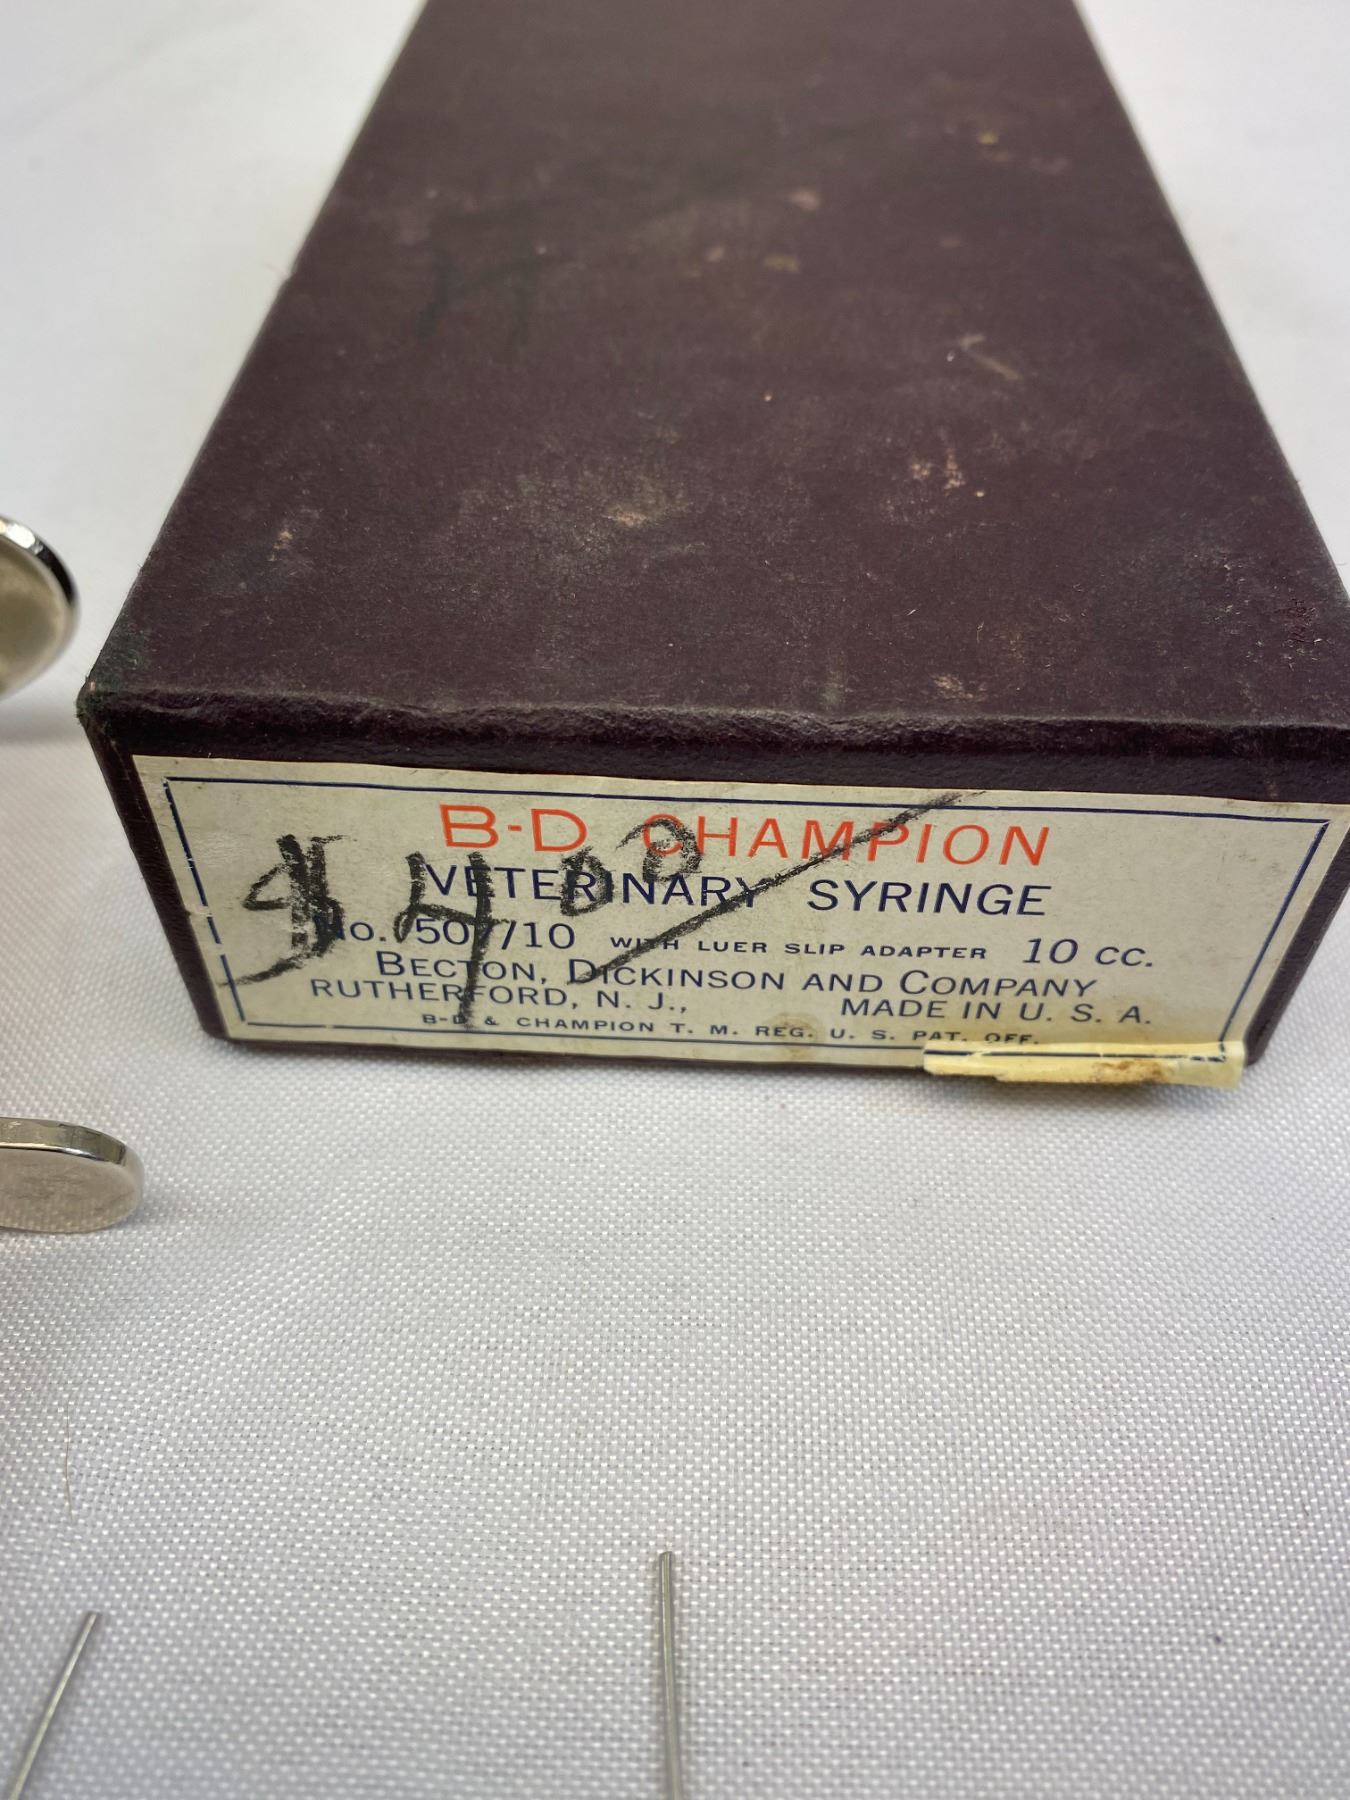 B-D CHAMPION
VETERINARY SYRINGE
No. 507/10 WITH LUER SLIP ADAPTER 10 CC.
BECTON, DICKINSON AND COMPANY
RUTHERFORD, N. J., MADE IN U. S. A.
B-D & CHAMPION T. M. REG. U. S. PAT. OFF.
$4.00